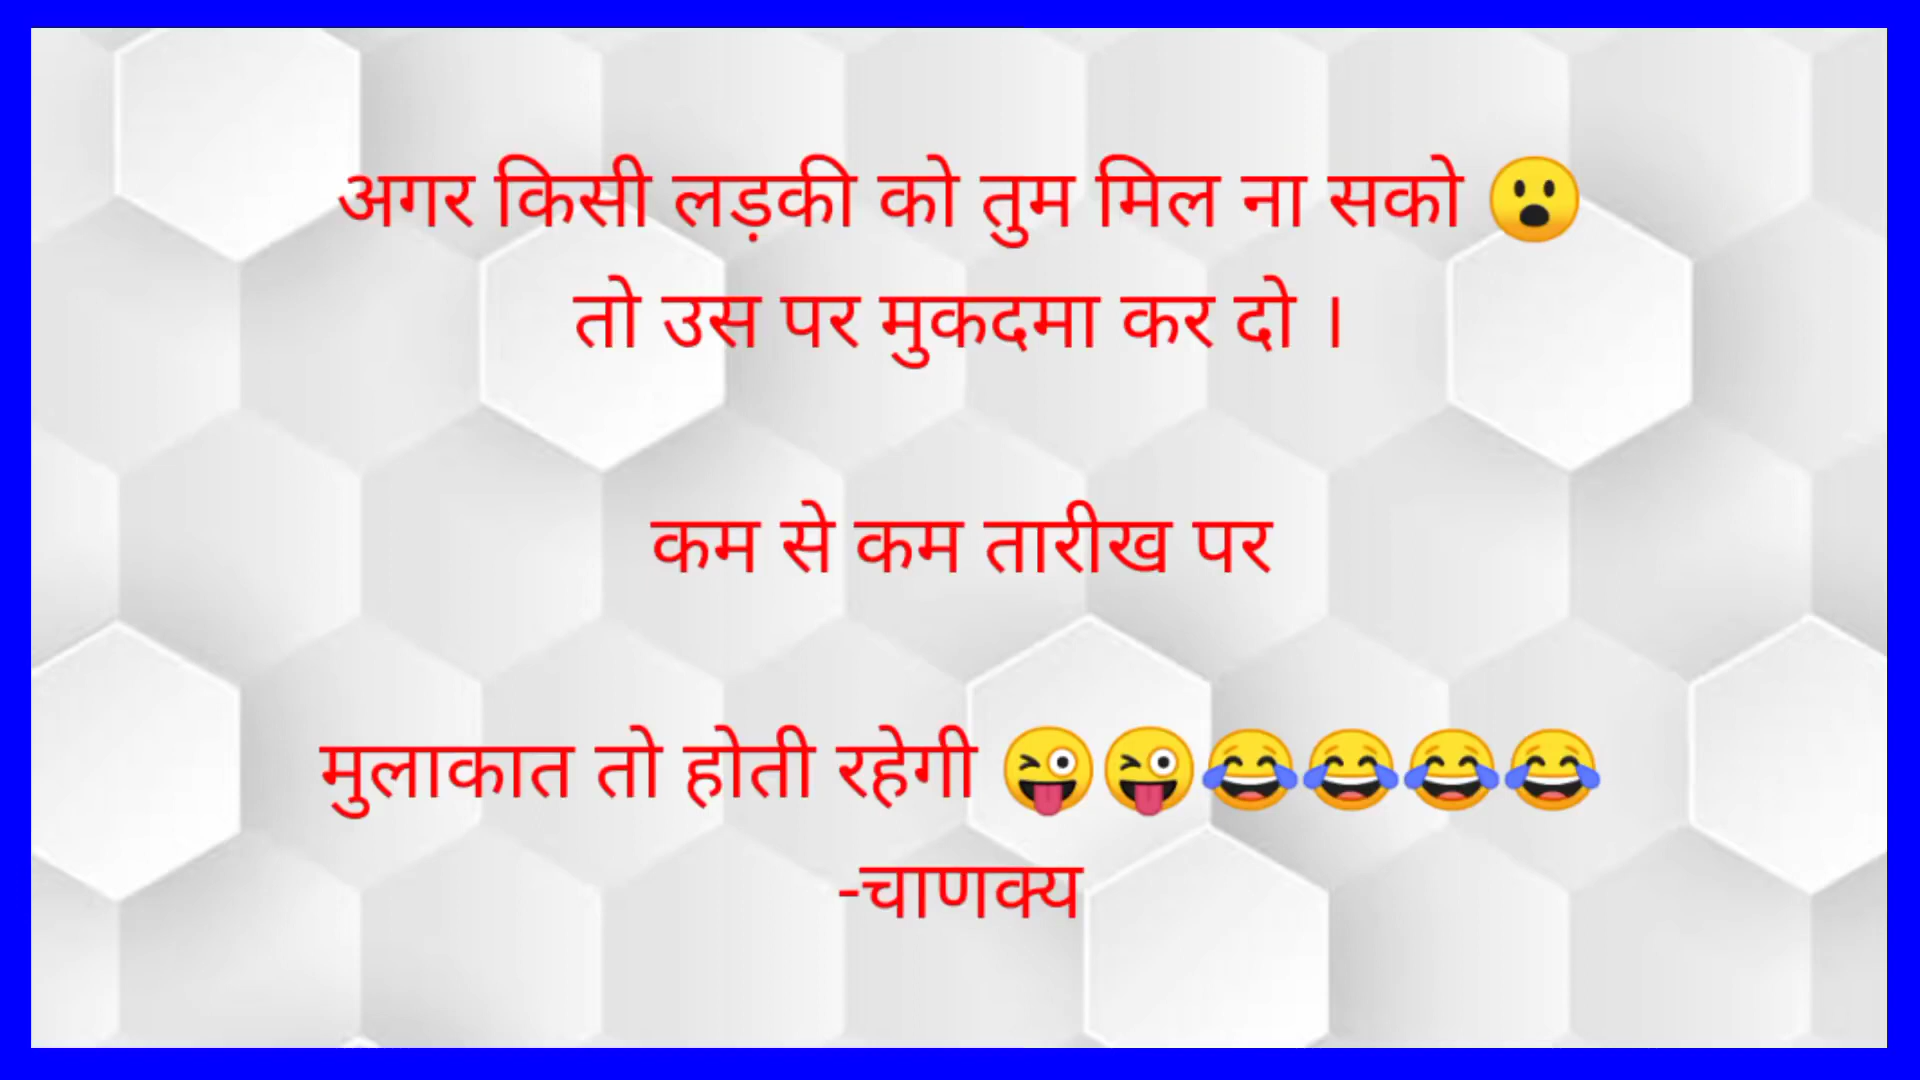 अगर किसी लड़की को तुम मिल ना सको 😮
तो उस पर मुकदमा कर दो ।
कम से कम तारीख पर
मुलाकात तो होती रहेगी 😜😜😂😂😂😂
-चाणक्य